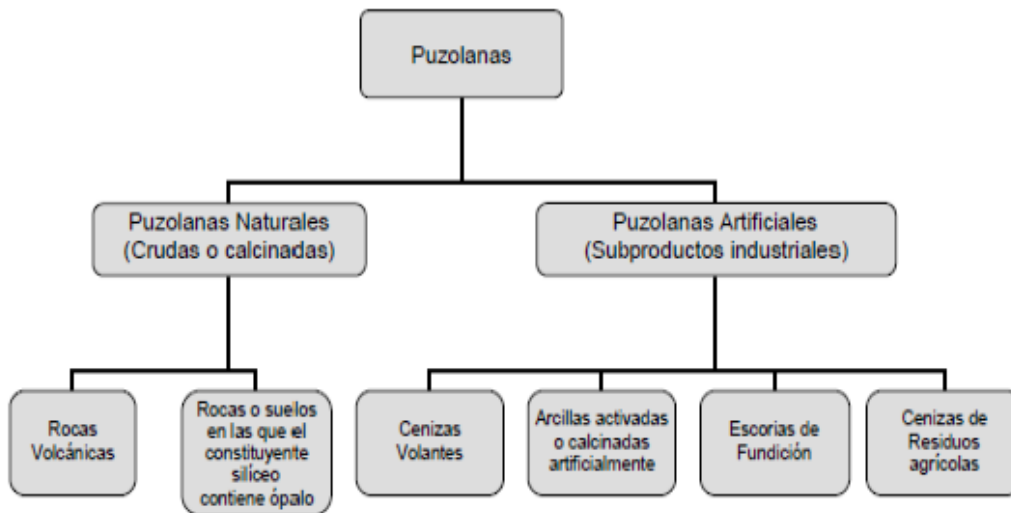 Puzolanas
Puzolanas Naturales
(Crudas o calcinadas)
Puzolanas Artificiales
(Subproductos industriales)
Rocas
Volcánicas
Rocas o suelos
en las que el
constituyente
silíceo
contiene ópalo
Cenizas
Volantes
Arcillas activadas
o calcinadas
artificialmente
Escorias de
Fundición
Cenizas de
Residuos
agrícolas